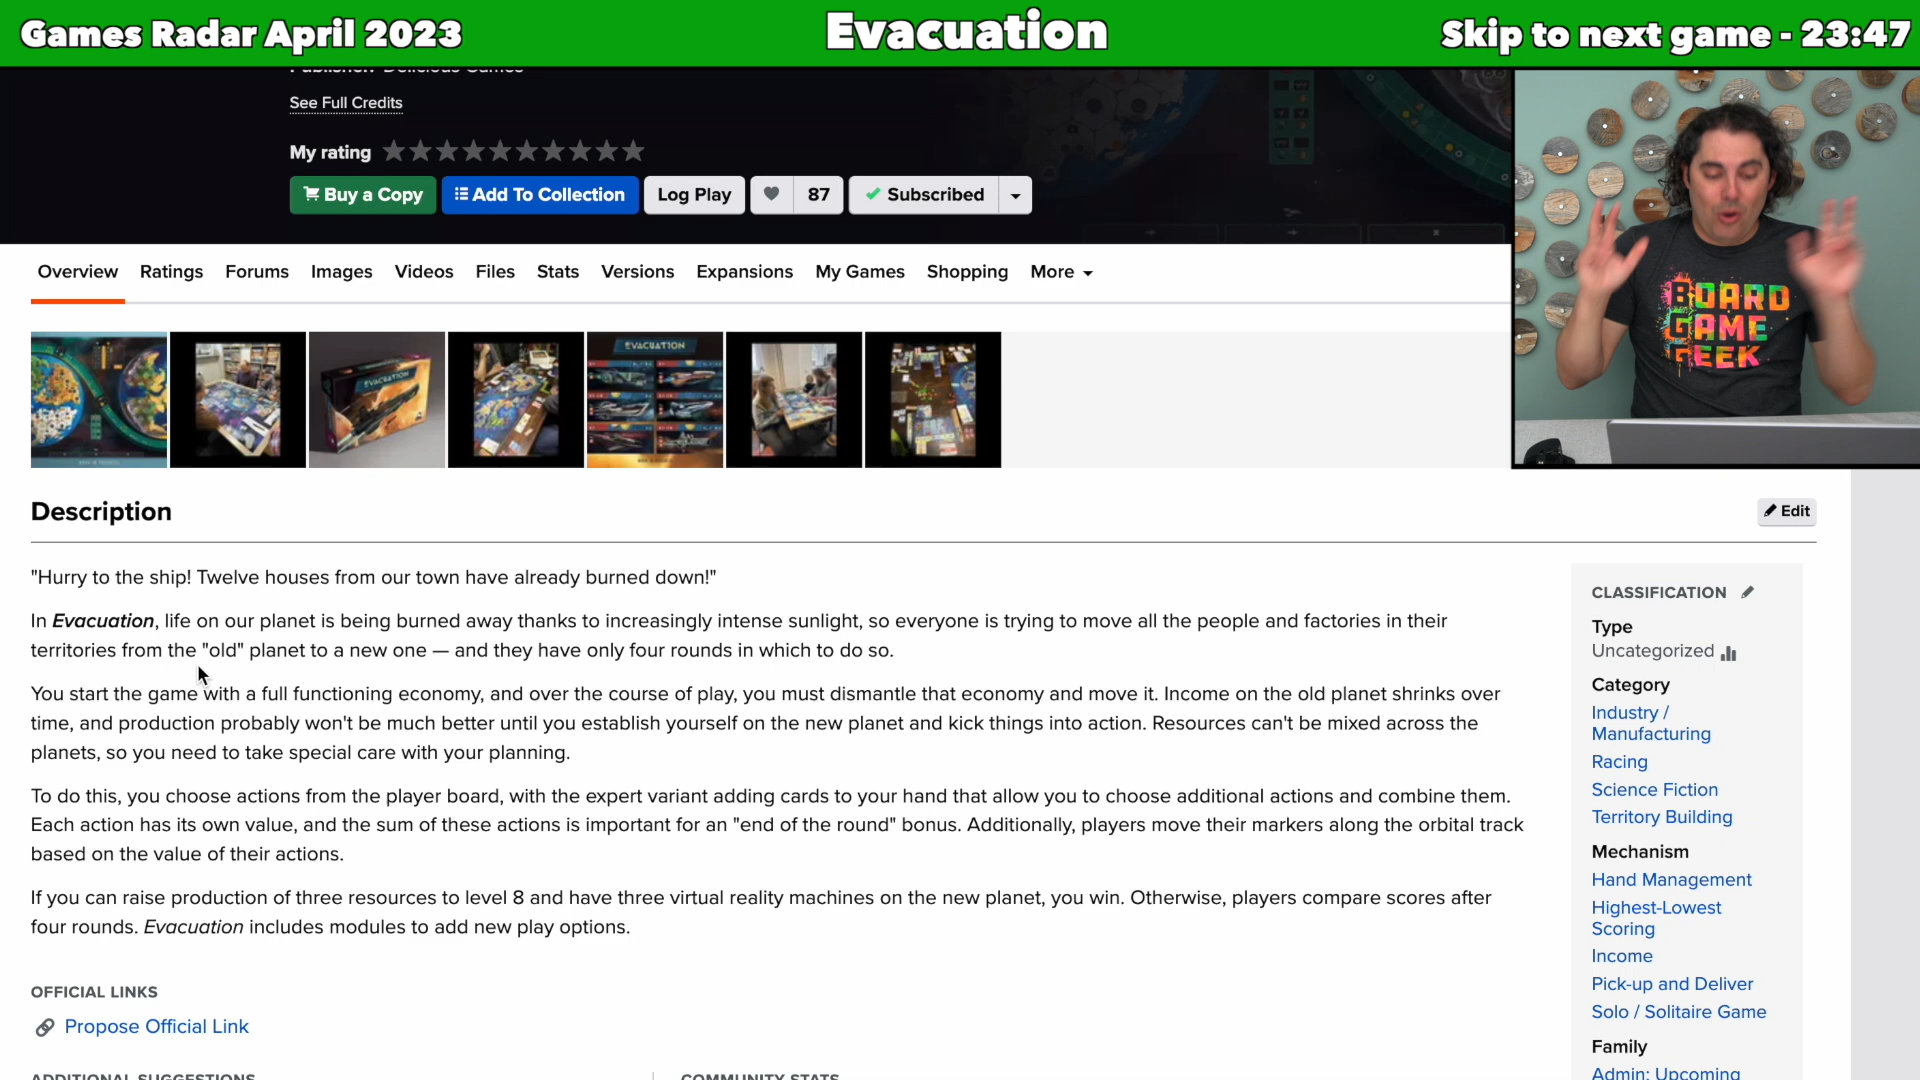 Games Radar April 2023
Evacuation
Skip to next game - 23:47
Publisher: Delicious Games
See Full Credits
My rating
Buy a Copy
Add To Collection
Log Play
87
Subscribed
Overview Ratings Forums Images Videos Files Stats Versions Expansions My Games Shopping More
EVACUATION
EVACUATION
BOARD
GAME
GEEK
Description
Edit
"Hurry to the ship! Twelve houses from our town have already burned down!"
In Evacuation, life on our planet is being burned away thanks to increasingly intense sunlight, so everyone is trying to move all the people and factories in their
territories from the "old" planet to a new one — and they have only four rounds in which to do so.
You start the game with a full functioning economy, and over the course of play, you must dismantle that economy and move it. Income on the old planet shrinks over
time, and production probably won't be much better until you establish yourself on the new planet and kick things into action. Resources can't be mixed across the
planets, so you need to take special care with your planning.
To do this, you choose actions from the player board, with the expert variant adding cards to your hand that allow you to choose additional actions and combine them.
Each action has its own value, and the sum of these actions is important for an "end of the round" bonus. Additionally, players move their markers along the orbital track
based on the value of their actions.
If you can raise production of three resources to level 8 and have three virtual reality machines on the new planet, you win. Otherwise, players compare scores after
four rounds. Evacuation includes modules to add new play options.
OFFICIAL LINKS
Propose Official Link
ADDITIONAL SUGGESTIONS
COMMUNITY STATS
CLASSIFICATION
Type
Uncategorized
Category
Industry /
Manufacturing
Racing
Science Fiction
Territory Building
Mechanism
Hand Management
Highest-Lowest
Scoring
Income
Pick-up and Deliver
Solo / Solitaire Game
Family
Admin: Upcoming